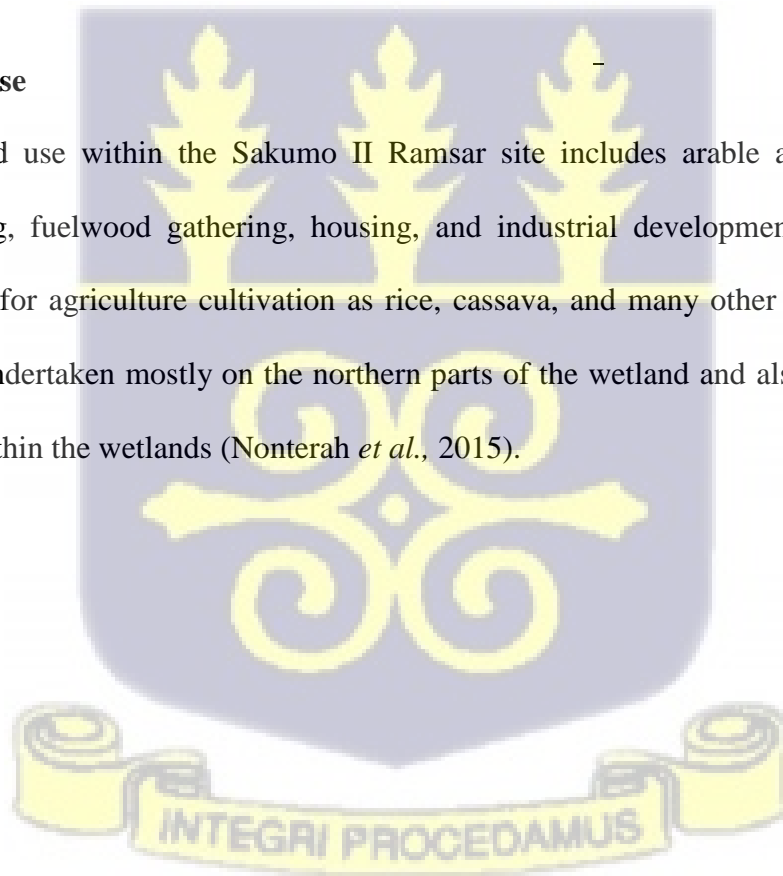 se
d use within the Sakumo II Ramsar site includes arable a
g, fuelwood gathering, housing, and industrial developmen
for agriculture cultivation as rice, cassava, and many other
ndertaken mostly on the northern parts of the wetland and als
thin the wetlands (Nonterah et al., 2015).
INTEGRI PROCEDAMUS